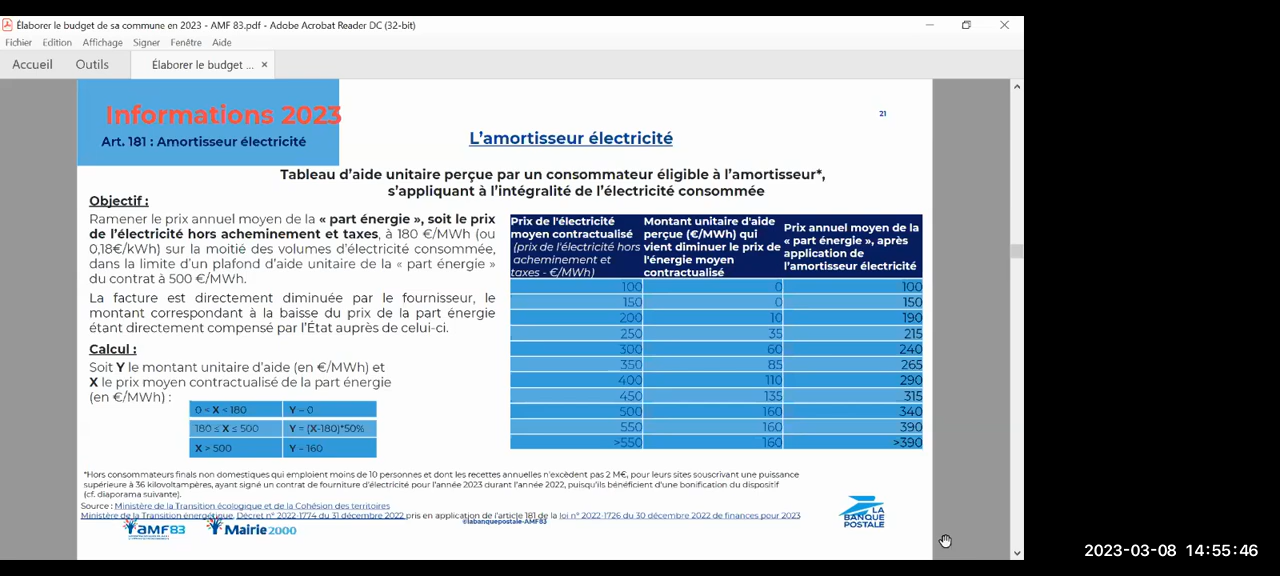 Élaborer le budget de sa commune en 2023 - AMF 83.pdf - Adobe Acrobat Reader DC (32-bit)
Fichier Edition Affichage Signer Fenêtre Aide
Accueil Outils Élaborer le budget ... ×
Informations 2023
Art. 181 : Amortisseur électricité
21
L'amortisseur électricité
Tableau d'aide unitaire perçue par un consommateur éligible à l'amortisseur*,
s'appliquant à l'intégralité de l'électricité consommée
Objectif :
Ramener le prix annuel moyen de la « part énergie », soit le prix
de l'électricité hors acheminement et taxes, à 180 €/MWh (ou
0,18€/kWh) sur la moitié des volumes d'électricité consommée,
dans la limite d'un plafond d'aide unitaire de la « part énergie »
du contrat à 500 €/MWh.
La facture est directement diminuée par le fournisseur, le
montant correspondant à la baisse du prix de la part énergie
étant directement compensé par l'État auprès de celui-ci.
Calcul :
Soit Y le montant unitaire d'aide (en €/MWh) et
X le prix moyen contractualisé de la part énergie
(en €/MWh) :
0 < X < 180 Y = 0
180 ≤ X ≤ 500 Y = (X-180)*50%
X > 500 Y = 160
Prix de l'électricité
moyen contractualisé
(prix de l'électricité hors
acheminement et
taxes - €/MWh)
Montant unitaire d'aide
perçue (€/MWh) qui
vient diminuer le prix de
l'énergie moyen
contractualisé
Prix annuel moyen de la
« part énergie », après
application de
l'amortisseur électricité
100 0 100
150 0 150
200 10 190
250 35 215
300 60 240
350 85 265
400 110 290
450 135 315
500 160 340
550 160 390
>550 160 >390
*Hors consommateurs finals non domestiques qui emploient moins de 10 personnes et dont les recettes annuelles n'excèdent pas 2 M€, pour leurs sites souscrivant une puissance
supérieure à 36 kilovoltampères, ayant signé un contrat de fourniture d'électricité pour l'année 2023 durant l'année 2022, puisqu'ils bénéficient d'une bonification du dispositif
(cf. diaporama suivante).
Source : Ministère de la Transition écologique et de la Cohésion des territoires
Ministère de la Transition énergétique, Décret n° 2022-1774 du 31 décembre 2022 pris en application de l'article 181 de la loi n° 2022-1726 du 30 décembre 2022 de finances pour 2023
©labanquepostale-AMF83
AMF83
Mairie2000
LA
BANQUE
POSTALE
2023-03-08 14:55:46